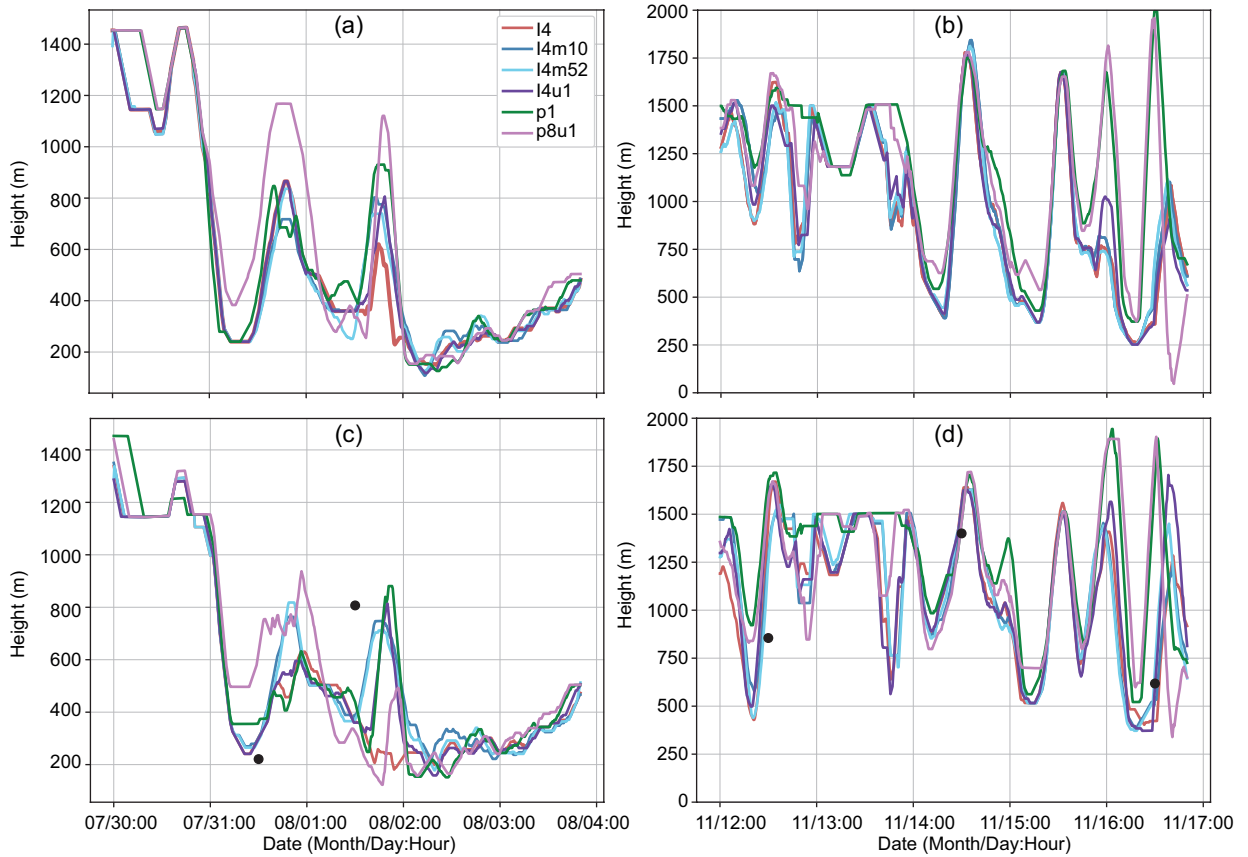 (a)
Height (m)
1400
1200
1000
800
600
400
200
l4
l4m10
l4m52
l4u1
p1
p8u1
(b)
Height (m)
2000
1750
1500
1250
1000
750
500
250
0
(c)
Height (m)
1400
1200
1000
800
600
400
200
07/30:00 07/31:00 08/01:00 08/02:00 08/03:00 08/04:00
Date (Month/Day:Hour)
(d)
Height (m)
2000
1750
1500
1250
1000
750
500
250
0
11/12:00 11/13:00 11/14:00 11/15:00 11/16:00 11/17:00
Date (Month/Day:Hour)